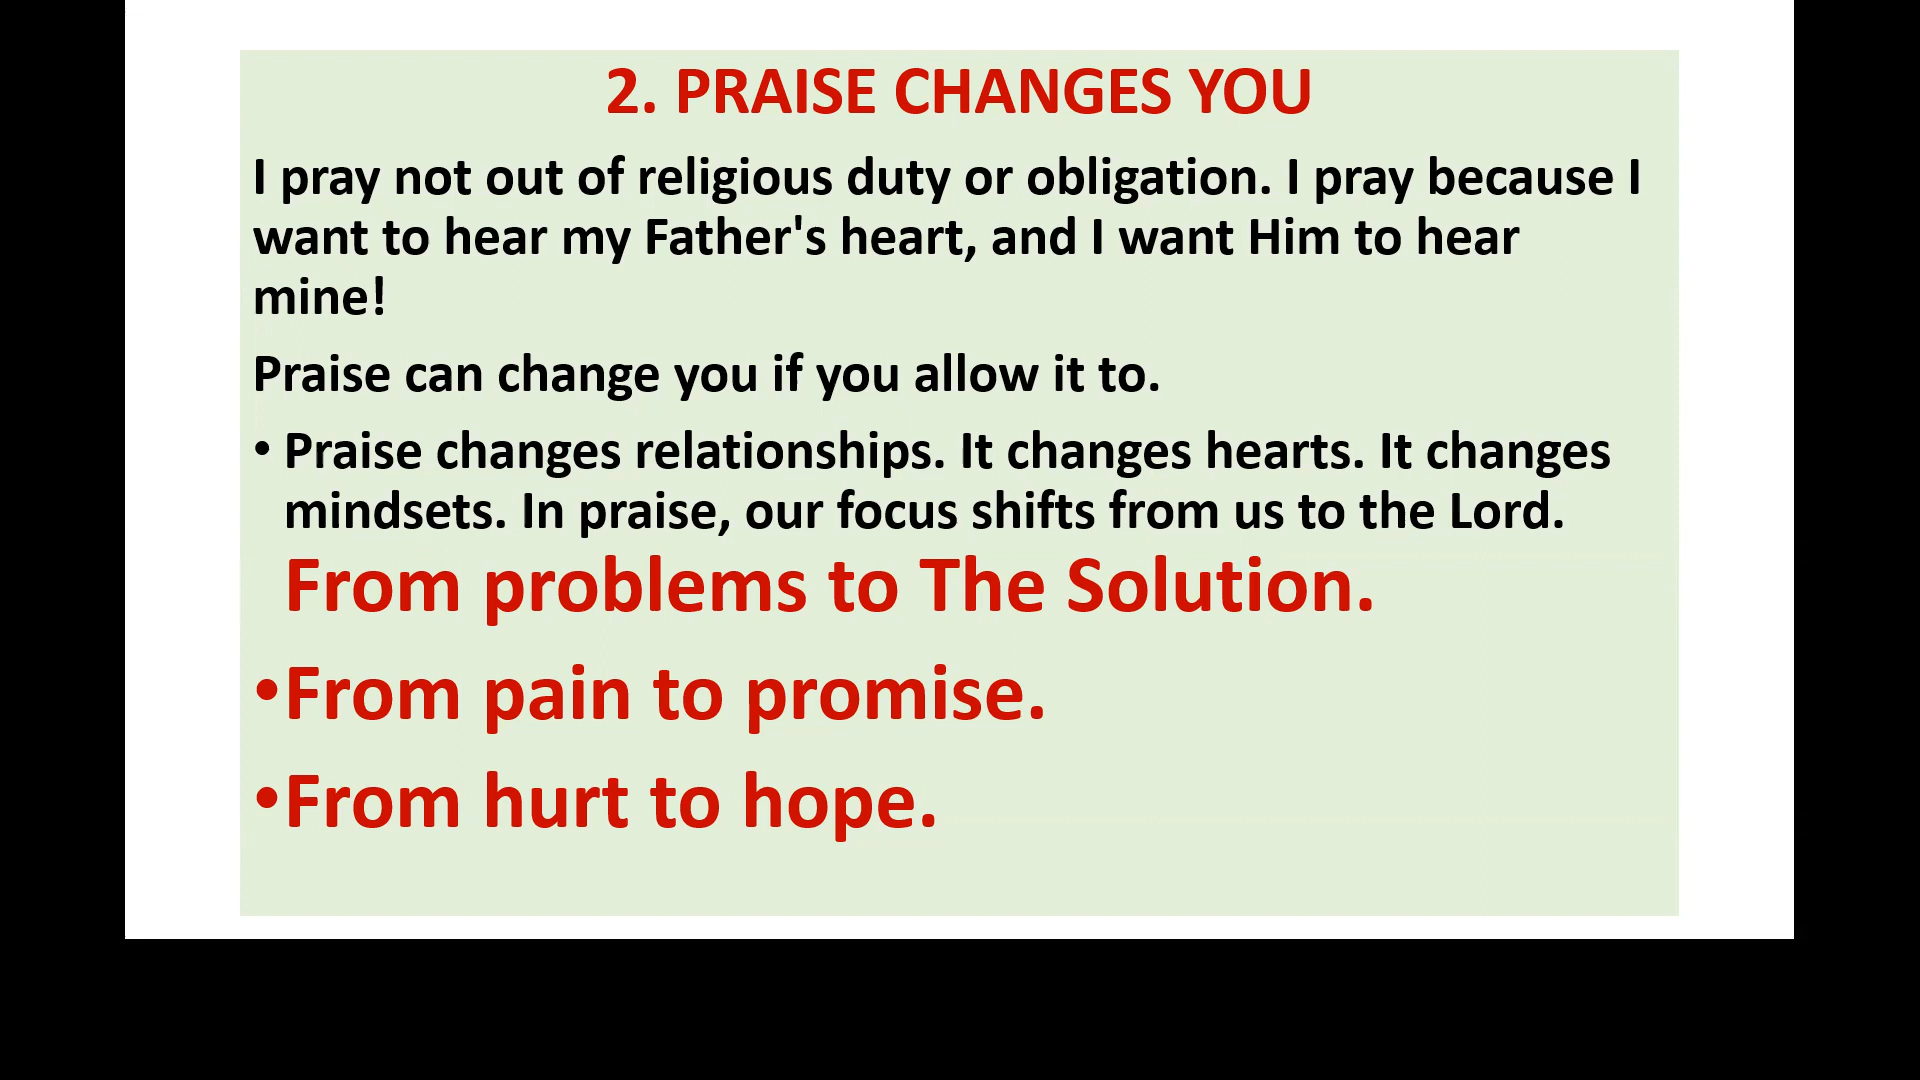 2. PRAISE CHANGES YOU
I pray not out of religious duty or obligation. I pray because I
want to hear my Father's heart, and I want Him to hear
mine!
Praise can change you if you allow it to.
• Praise changes relationships. It changes hearts. It changes
mindsets. In praise, our focus shifts from us to the Lord.
From problems to The Solution.
•From pain to promise.
•From hurt to hope.